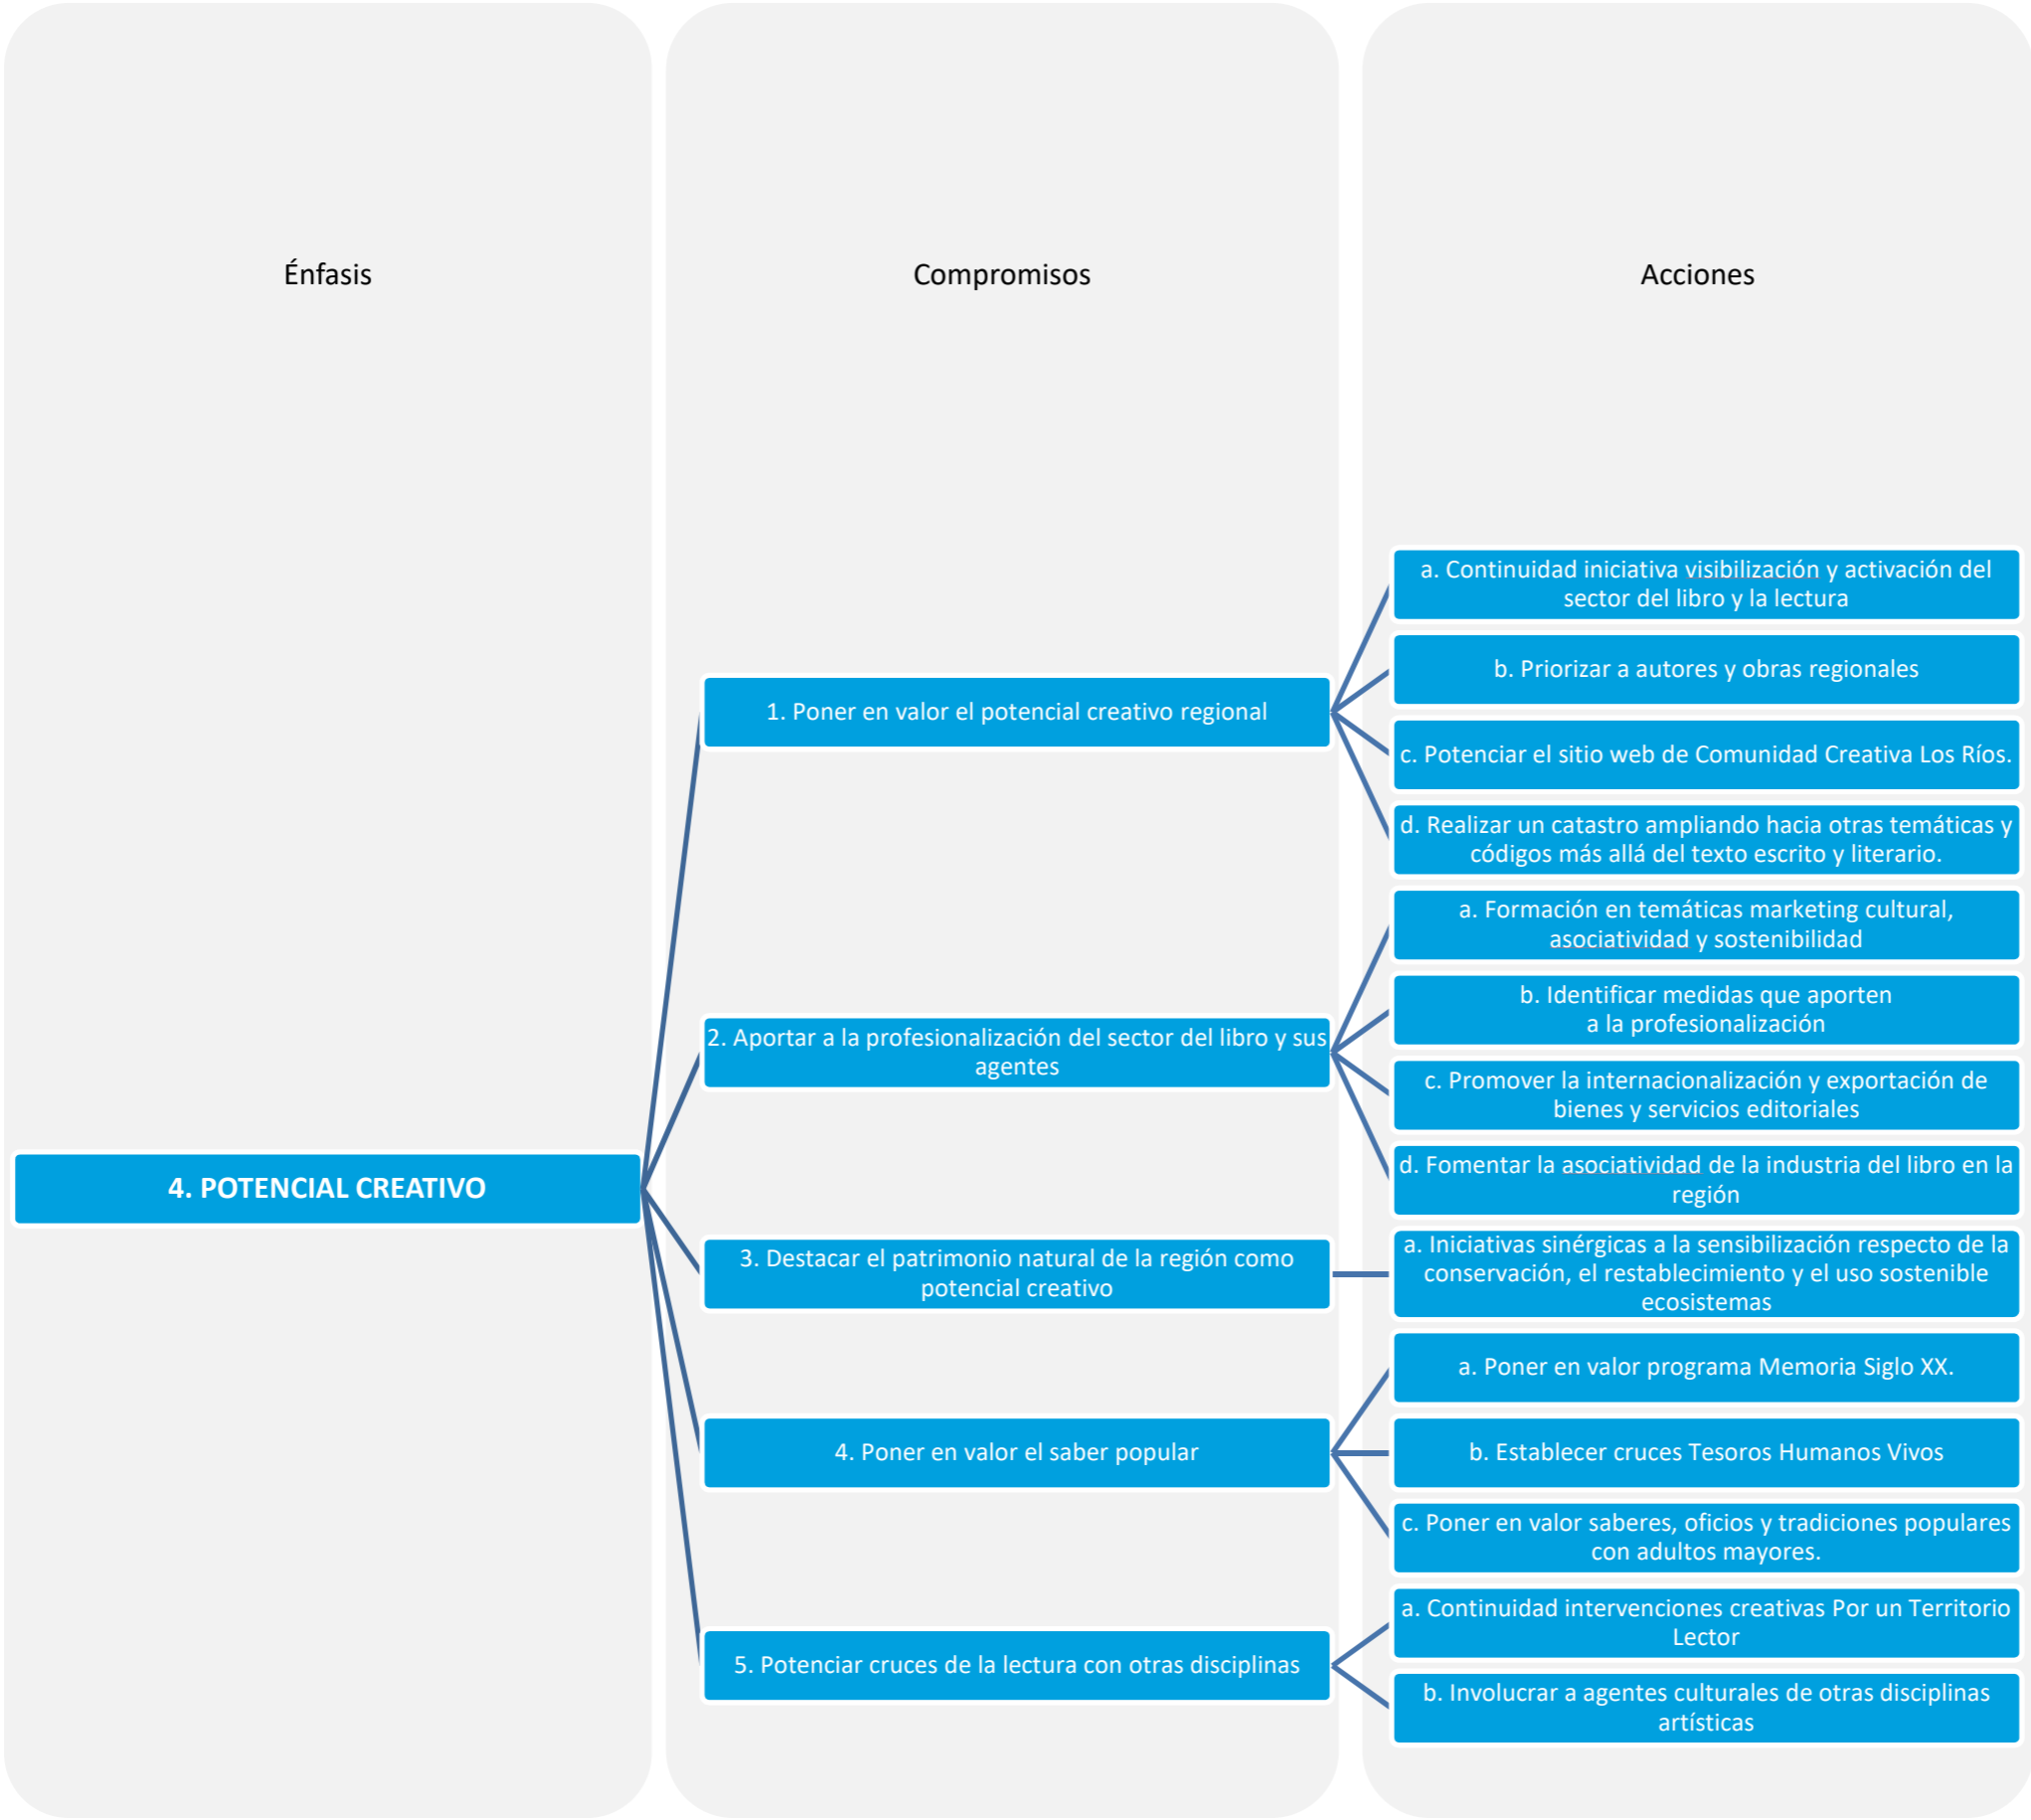 Énfasis
Compromisos
Acciones
4. POTENCIAL CREATIVO
1. Poner en valor el potencial creativo regional
a. Continuidad iniciativa visibilización y activación del
sector del libro y la lectura
b. Priorizar a autores y obras regionales
c. Potenciar el sitio web de Comunidad Creativa Los Ríos.
d. Realizar un catastro ampliando hacia otras temáticas y
códigos más allá del texto escrito y literario.
2. Aportar a la profesionalización del sector del libro y sus
agentes
a. Formación en temáticas marketing cultural,
asociatividad y sostenibilidad
b. Identificar medidas que aporten
a la profesionalización
c. Promover la internacionalización y exportación de
bienes y servicios editoriales
d. Fomentar la asociatividad de la industria del libro en la
región
3. Destacar el patrimonio natural de la región como
potencial creativo
a. Iniciativas sinérgicas a la sensibilización respecto de la
conservación, el restablecimiento y el uso sostenible
ecosistemas
4. Poner en valor el saber popular
a. Poner en valor programa Memoria Siglo XX.
b. Establecer cruces Tesoros Humanos Vivos
c. Poner en valor saberes, oficios y tradiciones populares
con adultos mayores.
5. Potenciar cruces de la lectura con otras disciplinas
a. Continuidad intervenciones creativas Por un Territorio
Lector
b. Involucrar a agentes culturales de otras disciplinas
artísticas